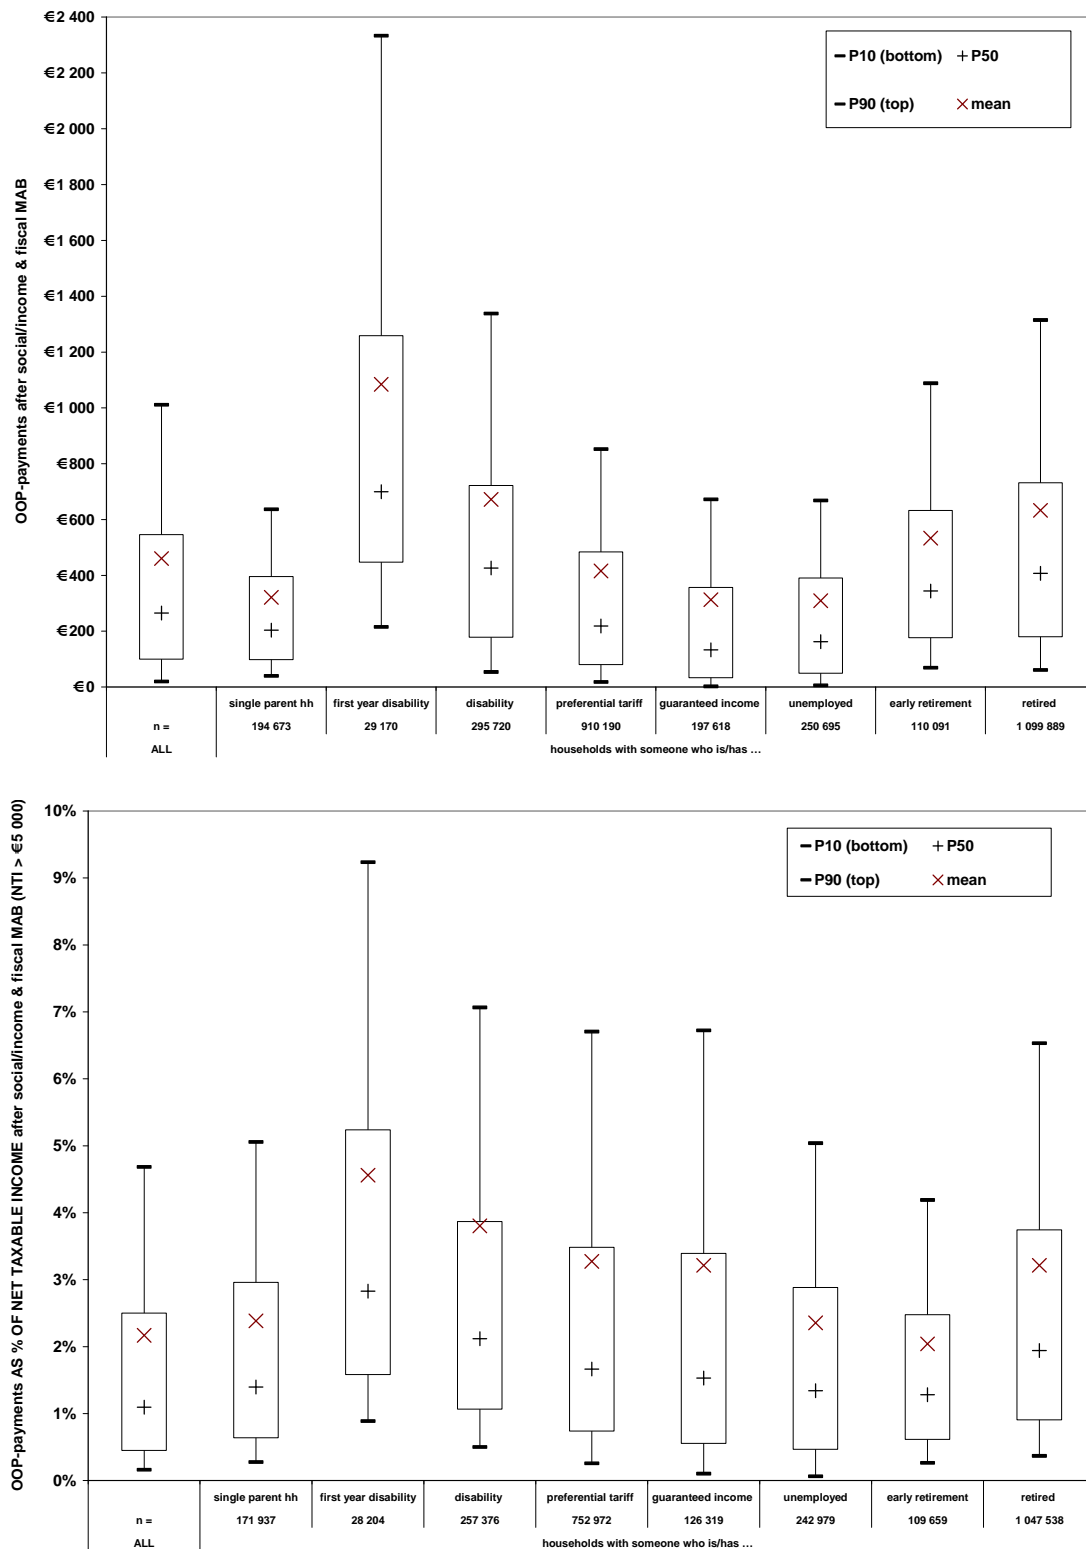 €2 400
€2 200
€2 000
€1 800
€1 600
€1 400
€1 200
€1 000
€800
€600
€400
€200
€0
OOP-payments after social/income & fiscal MAB
P10 (bottom) P50
P90 (top) mean
single parent hh first year disability disability preferential tariff guaranteed income unemployed early retirement retired
n = 194 673 29 170 295 720 910 190 197 618 250 695 110 091 1 099 889
ALL households with someone who is/has ...
10%
9%
8%
7%
6%
5%
4%
3%
2%
1%
0%
OOP-payments AS % OF NET TAXABLE INCOME after social/income & fiscal MAB (NTI > €5 000)
P10 (bottom) P50
P90 (top) mean
single parent hh first year disability disability preferential tariff guaranteed income unemployed early retirement retired
n = 171 937 28 204 257 376 752 972 126 319 242 979 109 659 1 047 538
ALL households with someone who is/has ...